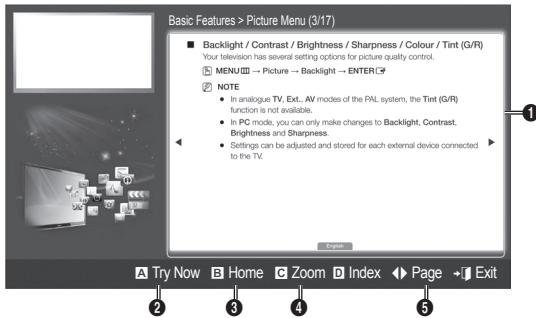 Basic Features > Picture Menu (3/17)
■ Backlight / Contrast / Brightness / Sharpness / Colour / Tint (G/R)
Your television has several setting options for picture quality control.
MENU → Picture → Backlight → ENTER
NOTE
• In analogue TV, Ext., AV modes of the PAL system, the Tint (G/R)
function is not available.
• In PC mode, you can only make changes to Backlight, Contrast,
Brightness and Sharpness.
• Settings can be adjusted and stored for each external device connected
to the TV.
◀ ▶ 1
English
A Try Now B Home C Zoom D Index ◀▶ Page Exit
2 3 4 5